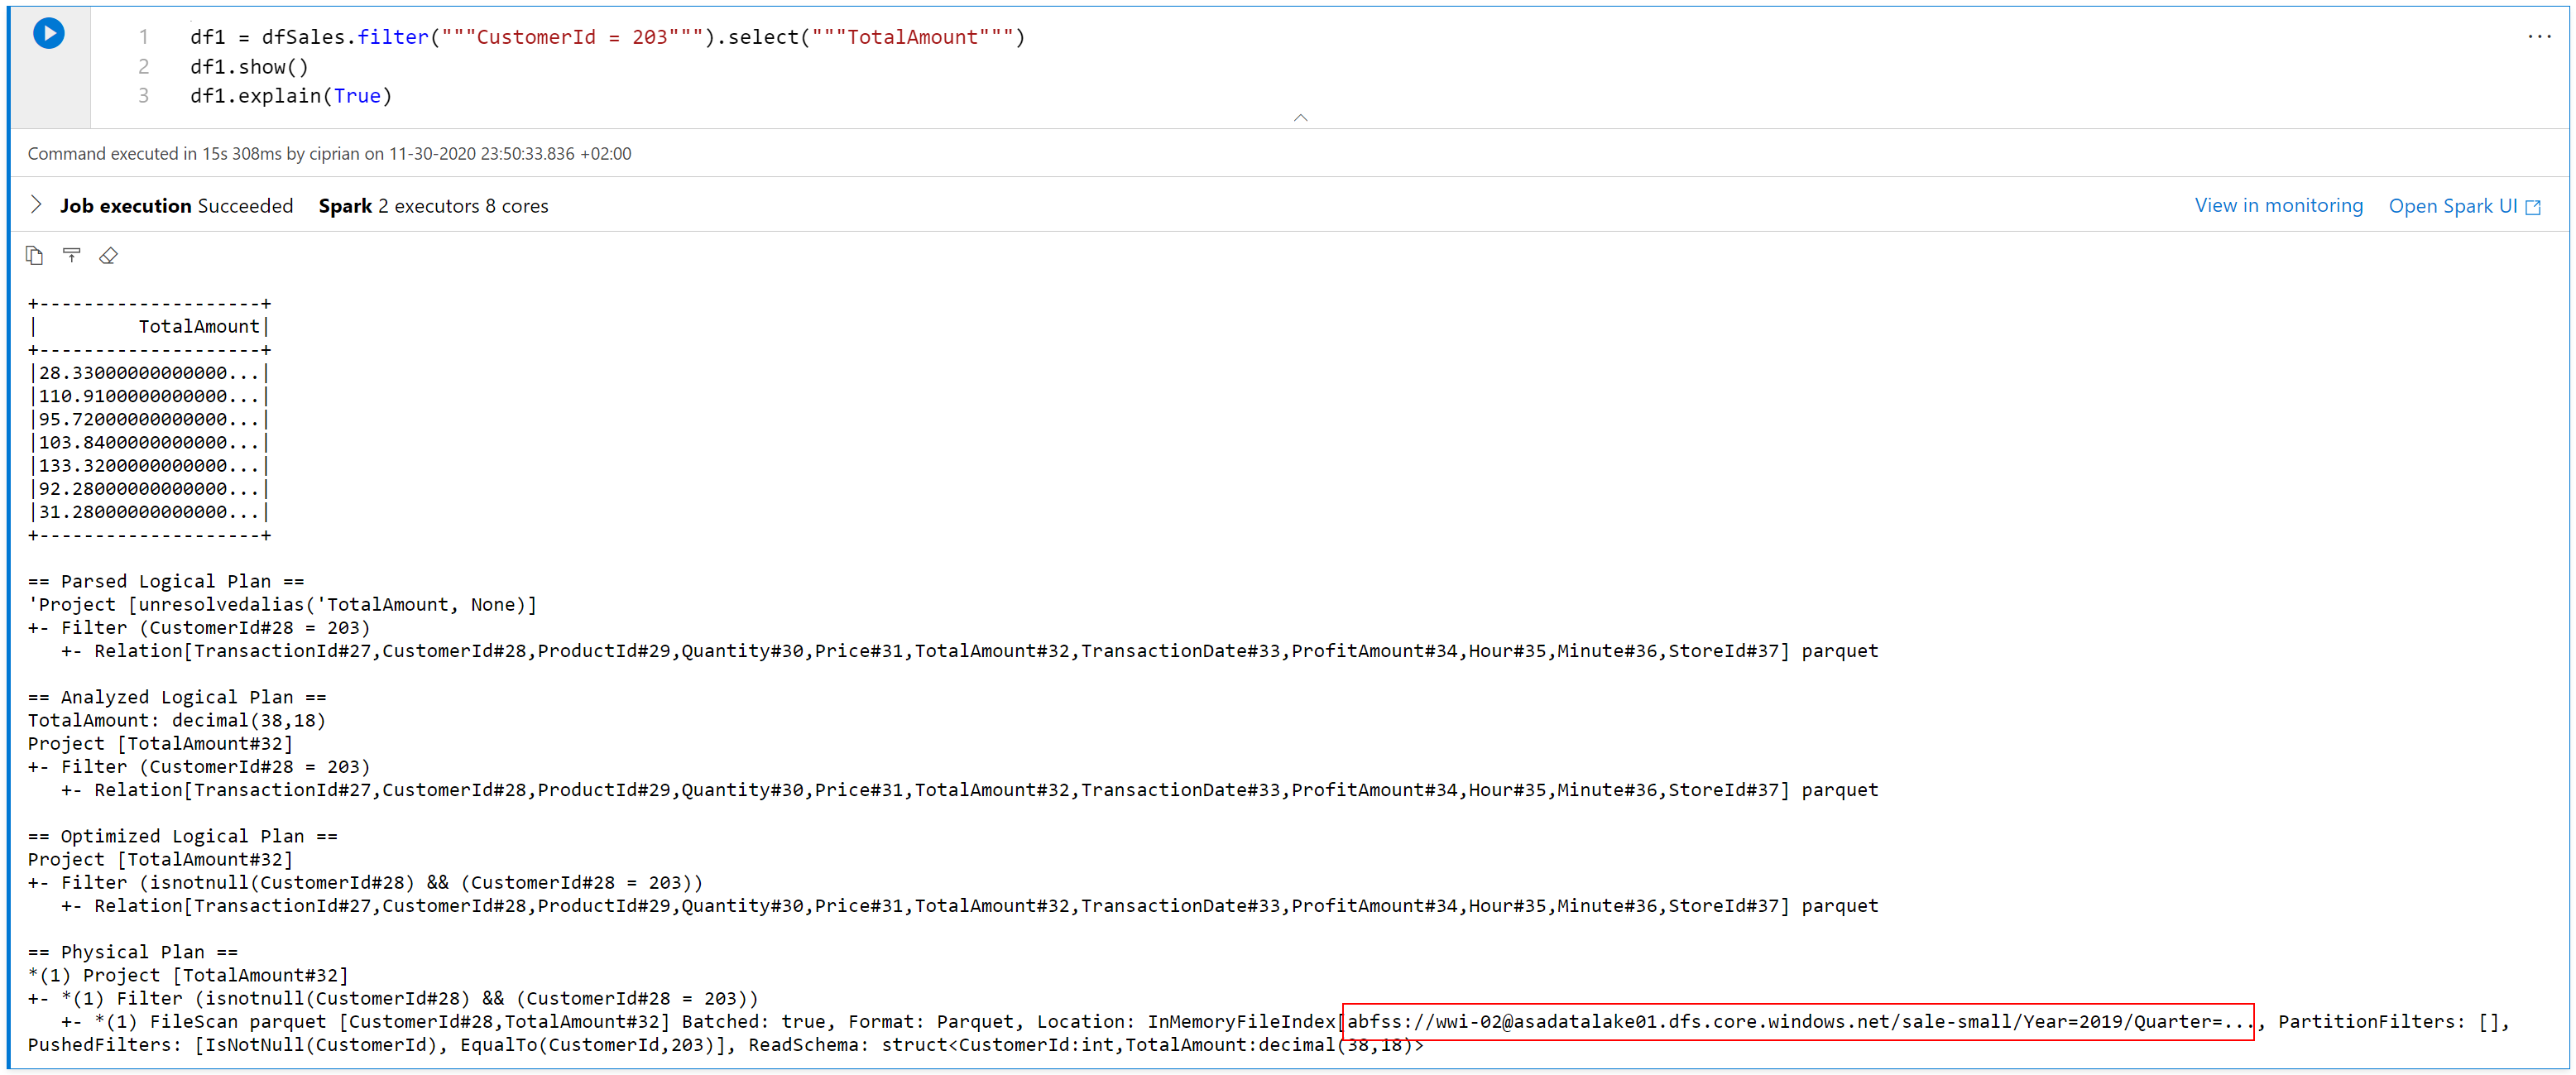 1 df1 = dfSales.filter("""CustomerId = 203""").select("""TotalAmount""")
2 df1.show()
3 df1.explain(True)
Command executed in 15s 308ms by ciprian on 11-30-2020 23:50:33.836 +02:00
Job execution Succeeded Spark 2 executors 8 cores View in monitoring Open Spark UI
+--------------------+
|         TotalAmount|
+--------------------+
|28.33000000000000...|
|110.9100000000000...|
|95.72000000000000...|
|103.8400000000000...|
|133.3200000000000...|
|92.28000000000000...|
|31.28000000000000...|
+--------------------+
== Parsed Logical Plan ==
'Project [unresolvedalias('TotalAmount, None)]
+- Filter (CustomerId#28 = 203)
   +- Relation[TransactionId#27,CustomerId#28,ProductId#29,Quantity#30,Price#31,TotalAmount#32,TransactionDate#33,ProfitAmount#34,Hour#35,Minute#36,StoreId#37] parquet
== Analyzed Logical Plan ==
TotalAmount: decimal(38,18)
Project [TotalAmount#32]
+- Filter (CustomerId#28 = 203)
   +- Relation[TransactionId#27,CustomerId#28,ProductId#29,Quantity#30,Price#31,TotalAmount#32,TransactionDate#33,ProfitAmount#34,Hour#35,Minute#36,StoreId#37] parquet
== Optimized Logical Plan ==
Project [TotalAmount#32]
+- Filter (isnotnull(CustomerId#28) && (CustomerId#28 = 203))
   +- Relation[TransactionId#27,CustomerId#28,ProductId#29,Quantity#30,Price#31,TotalAmount#32,TransactionDate#33,ProfitAmount#34,Hour#35,Minute#36,StoreId#37] parquet
== Physical Plan ==
*(1) Project [TotalAmount#32]
+- *(1) Filter (isnotnull(CustomerId#28) && (CustomerId#28 = 203))
   +- *(1) FileScan parquet [CustomerId#28,TotalAmount#32] Batched: true, Format: Parquet, Location: InMemoryFileIndex[abfss://wwi-02@asadatalake01.dfs.core.windows.net/sale-small/Year=2019/Quarter=..., PartitionFilters: [],
PushedFilters: [IsNotNull(CustomerId), EqualTo(CustomerId,203)], ReadSchema: struct<CustomerId:int,TotalAmount:decimal(38,18)>